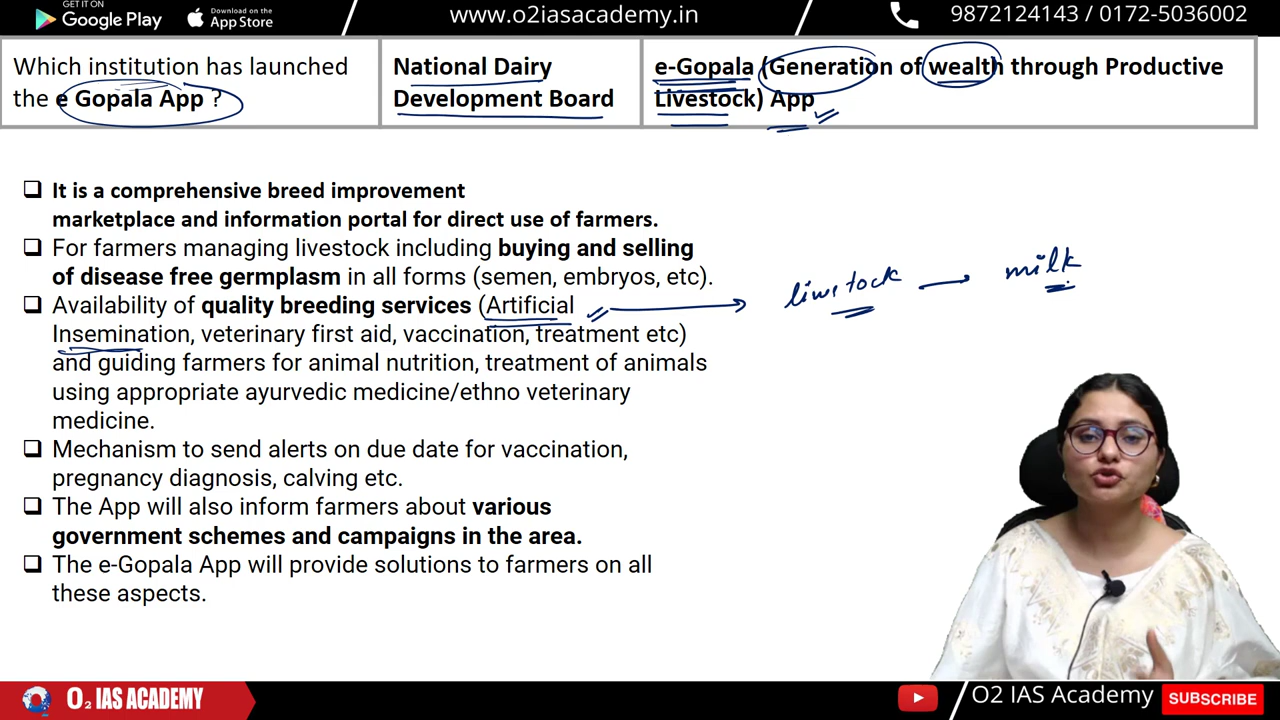 GET IT ON
Google Play
Download on the
App Store
www.o2iasacademy.in
9872124143 / 0172-5036002
Which institution has launched
the e Gopala App ?
National Dairy
Development Board
e-Gopala (Generation of wealth through Productive
Livestock) App
It is a comprehensive breed improvement
marketplace and information portal for direct use of farmers.
For farmers managing livestock including buying and selling
of disease free germplasm in all forms (semen, embryos, etc).
Availability of quality breeding services (Artificial
Insemination, veterinary first aid, vaccination, treatment etc)
and guiding farmers for animal nutrition, treatment of animals
using appropriate ayurvedic medicine/ethno veterinary
medicine.
livestock milk
Mechanism to send alerts on due date for vaccination,
pregnancy diagnosis, calving etc.
The App will also inform farmers about various
government schemes and campaigns in the area.
The e-Gopala App will provide solutions to farmers on all
these aspects.
O2 IAS ACADEMY
O2 IAS Academy
SUBSCRIBE